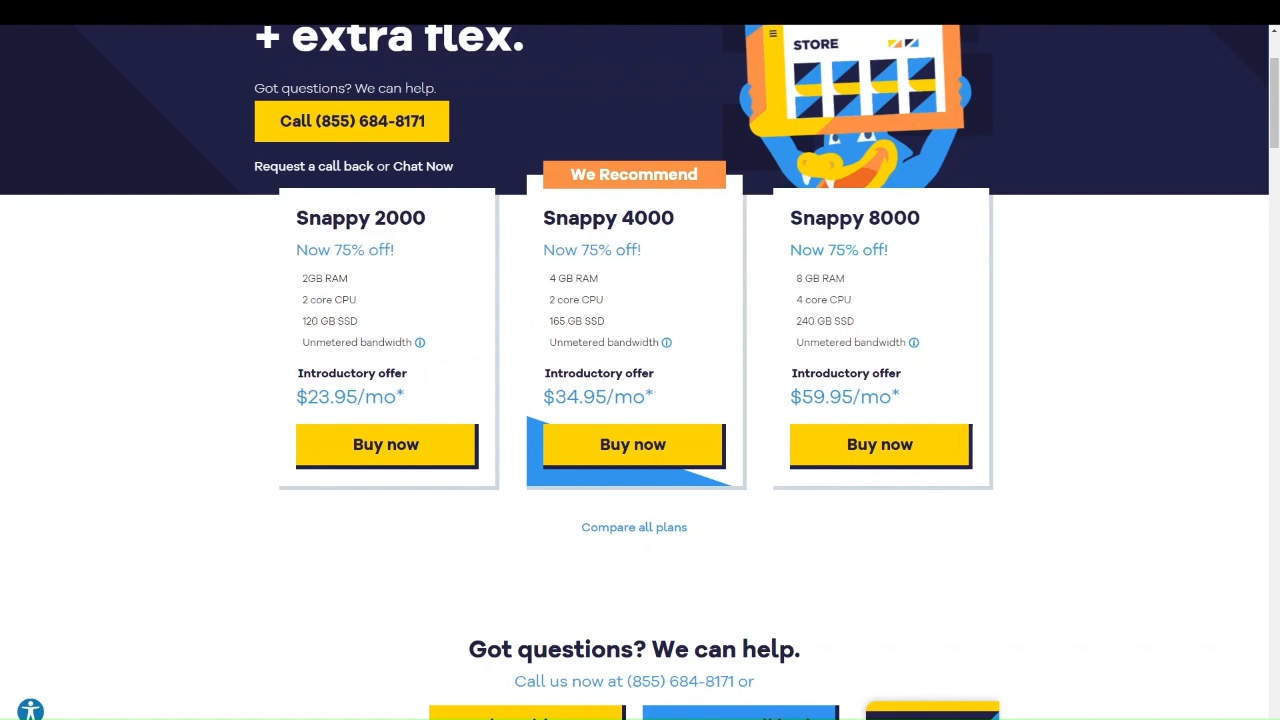 + extra flex.
STORE
Got questions? We can help.
Call (855) 684-8171
Request a call back or Chat Now
We Recommend
Snappy 2000
Now 75% off!
2GB RAM
2 core CPU
120 GB SSD
Unmetered bandwidth
Introductory offer
$23.95/mo*
Buy now
Snappy 4000
Now 75% off!
4 GB RAM
2 core CPU
165 GB SSD
Unmetered bandwidth
Introductory offer
$34.95/mo*
Buy now
Snappy 8000
Now 75% off!
8 GB RAM
4 core CPU
240 GB SSD
Unmetered bandwidth
Introductory offer
$59.95/mo*
Buy now
Compare all plans
Got questions? We can help.
Call us now at (855) 684-8171 or